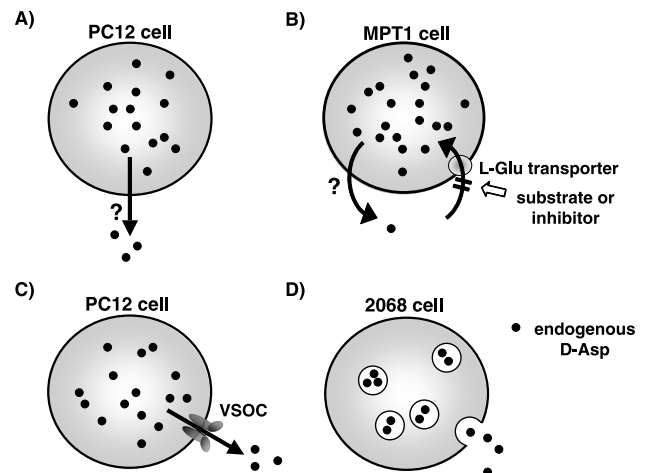 A)
PC12 cell
?
B)
MPT1 cell
?
L-Glu transporter
substrate or
inhibitor
C)
PC12 cell
VSOC
D)
2068 cell
endogenous
D-Asp